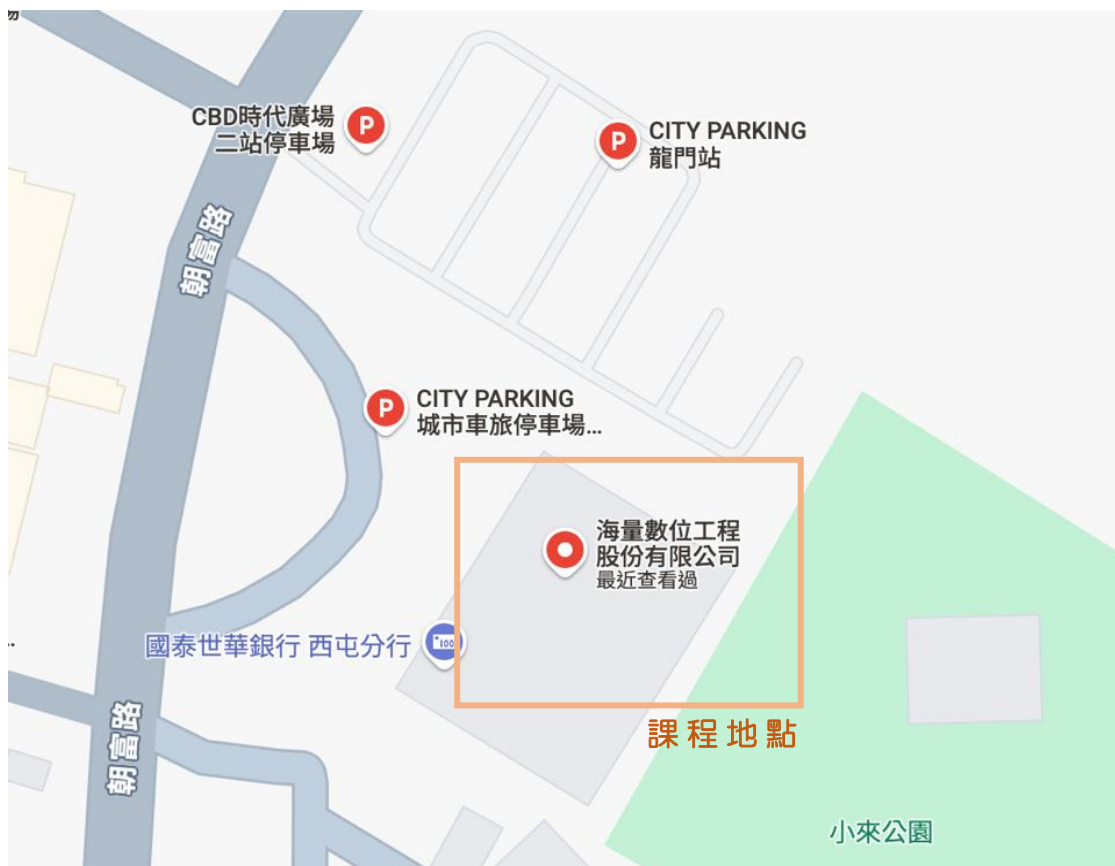 CBD時代廣場
二站停車場
CITY PARKING
龍門站
朝富路
CITY PARKING
城市車旅停車場...
海量數位工程
股份有限公司
最近查看過
國泰世華銀行 西屯分行
朝富路
課程地點
小來公園